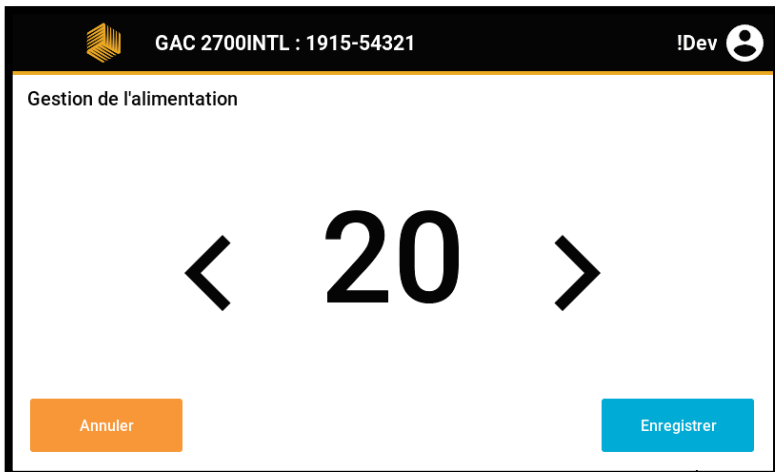 GAC 2700INTL : 1915-54321
!Dev
Gestion de l'alimentation
20
Annuler
Enregistrer